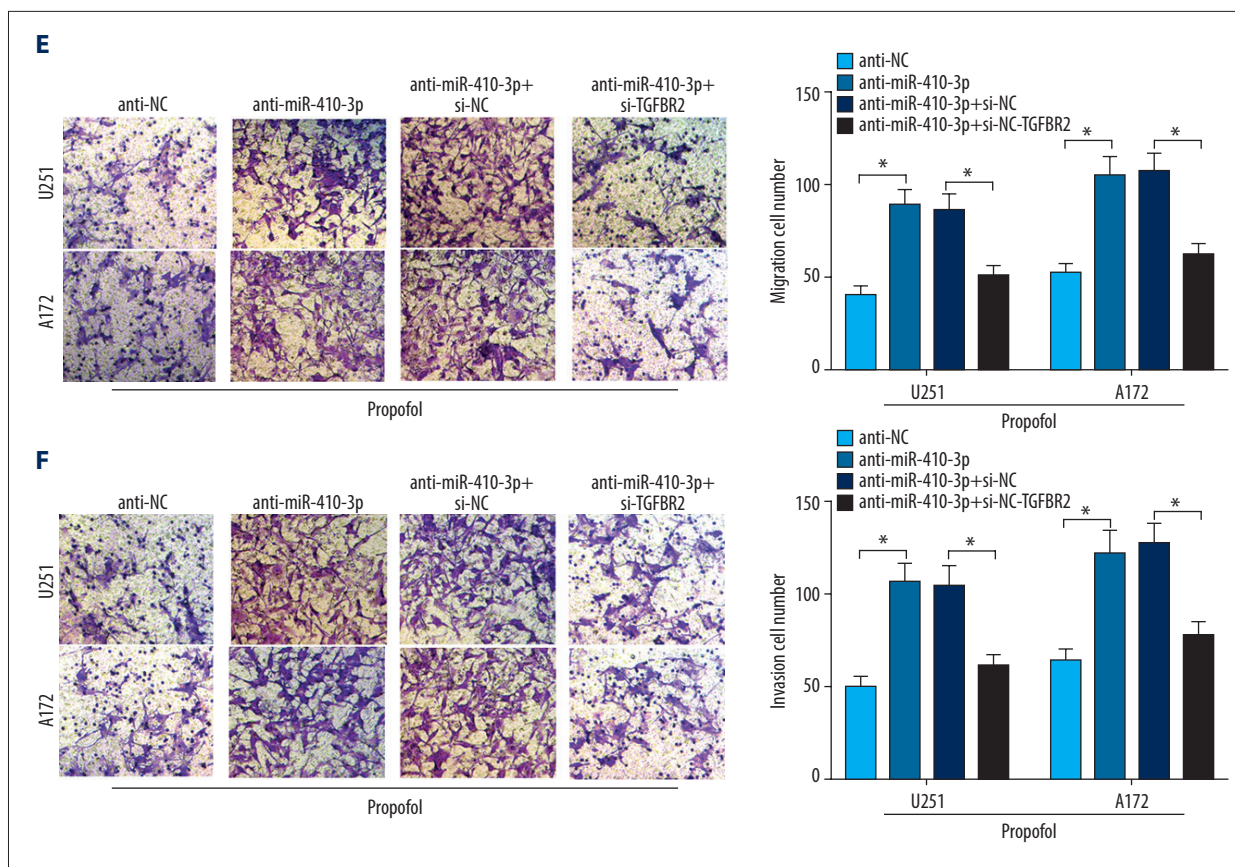 E
anti-NC
anti-miR-410-3p
anti-miR-410-3p+
si-NC
anti-miR-410-3p+
si-TGFBR2
U251
A172
Propofol
anti-NC
anti-miR-410-3p
anti-miR-410-3p+si-NC
anti-miR-410-3p+si-NC-TGFBR2
Migration cell number
150
100
50
0
*
*
*
*
U251
A172
Propofol
F
anti-NC
anti-miR-410-3p
anti-miR-410-3p+
si-NC
anti-miR-410-3p+
si-TGFBR2
U251
A172
Propofol
anti-NC
anti-miR-410-3p
anti-miR-410-3p+si-NC
anti-miR-410-3p+si-NC-TGFBR2
Invasion cell number
150
100
50
0
*
*
*
*
U251
A172
Propofol